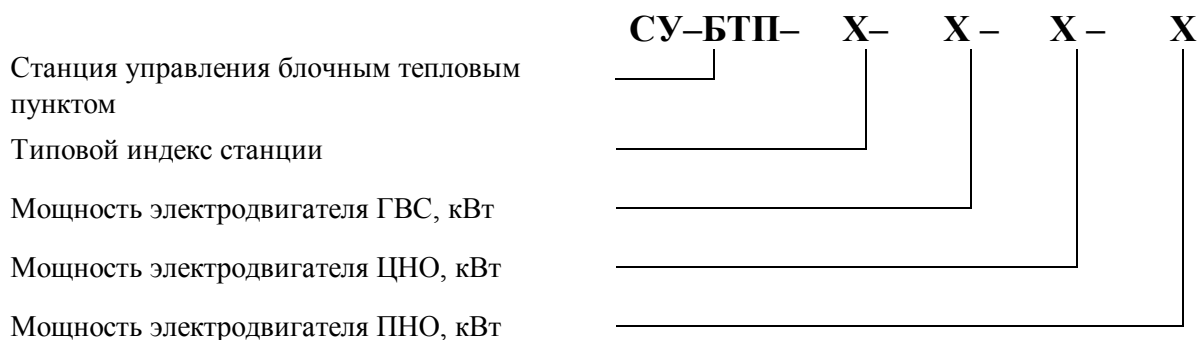 СУ–БТП– Х– Х – Х – Х
Станция управления блочным тепловым
пунктом
Типовой индекс станции
Мощность электродвигателя ГВС, кВт
Мощность электродвигателя ЦНО, кВт
Мощность электродвигателя ПНО, кВт